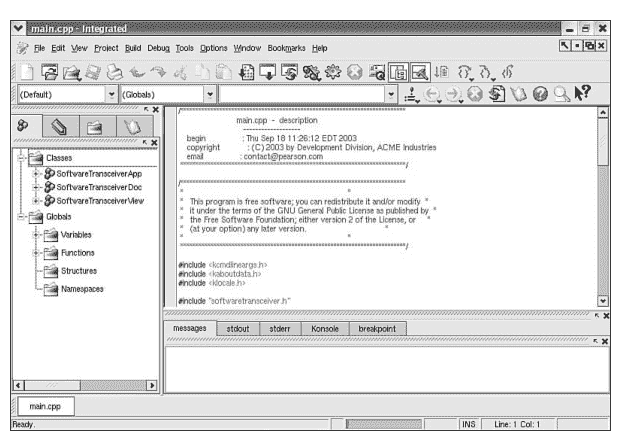 main.cpp - Integrated
File Edit View Project Build Debug Tools Options Window Bookmarks Help
(Default) (Globals)
Classes
SoftwareTransceiverApp
SoftwareTransceiverDoc
SoftwareTransceiverView
Globals
Variables
Functions
Structures
Namespaces
/***************************************************************************
main.cpp - description
-------------------
begin : Thu Sep 18 11:26:12 EDT 2003
copyright : (C) 2003 by Development Division, ACME Industries
email : contact@pearson.com
***************************************************************************/
/***************************************************************************
* *
* This program is free software; you can redistribute it and/or modify *
* it under the terms of the GNU General Public License as published by *
* the Free Software Foundation; either version 2 of the License, or *
* (at your option) any later version. *
* *
***************************************************************************/
#include <kcmdlineargs.h>
#include <kaboutdata.h>
#include <klocale.h>
#include "softwaretransceiver.h"
messages stdout stderr Konsole breakpoint
main.cpp
Ready. INS Line: 1 Col: 1